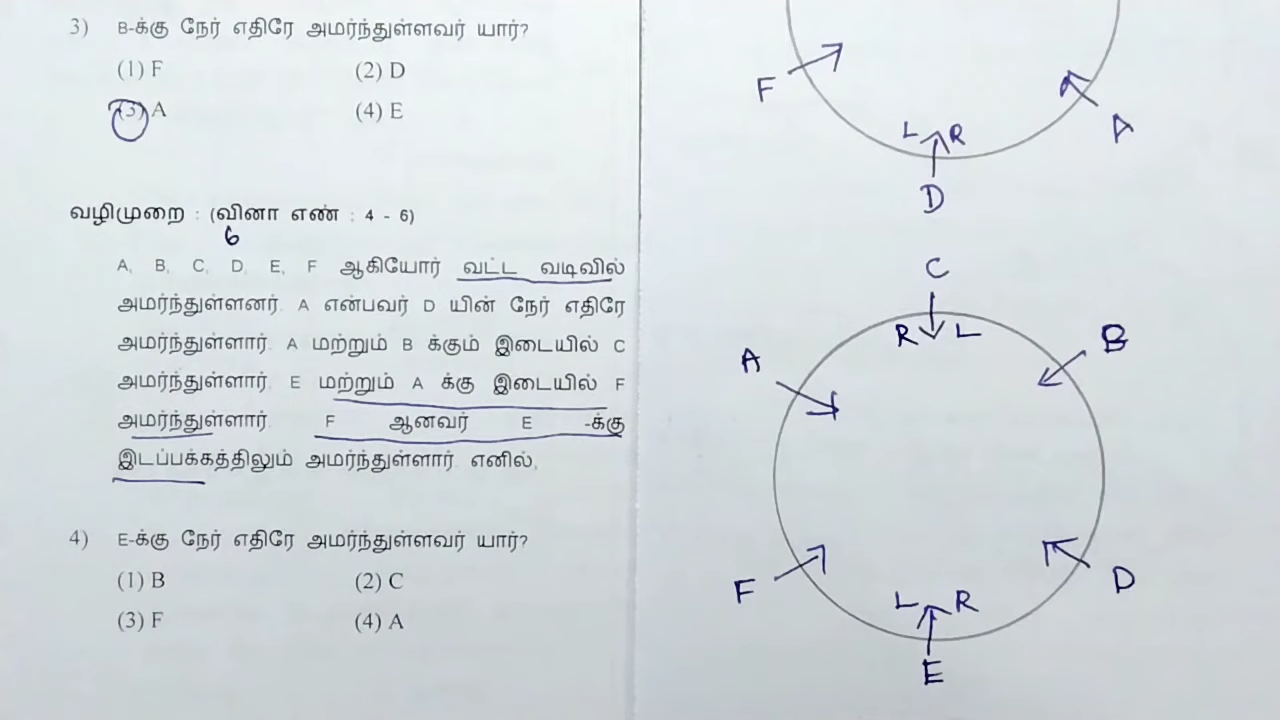 3) B-க்கு நேர் எதிரே அமர்ந்துள்ளவர் யார்?
(1) F (2) D
(3) A (4) E
வழிமுறை : (வினா எண் : 4 - 6)
6
A, B, C, D, E, F ஆகியோர் வட்ட வடிவில்
அமர்ந்துள்ளனர். A என்பவர் D யின் நேர் எதிரே
அமர்ந்துள்ளார். A மற்றும் B க்கும் இடையில் C
அமர்ந்துள்ளார். E மற்றும் A க்கு இடையில் F
அமர்ந்துள்ளார். F ஆனவர் E -க்கு
இடப்பக்கத்திலும் அமர்ந்துள்ளார் எனில்,
4) E-க்கு நேர் எதிரே அமர்ந்துள்ளவர் யார்?
(1) B (2) C
(3) F (4) A
F
A
L R
D
C
R L
A
B
F
D
L R
E